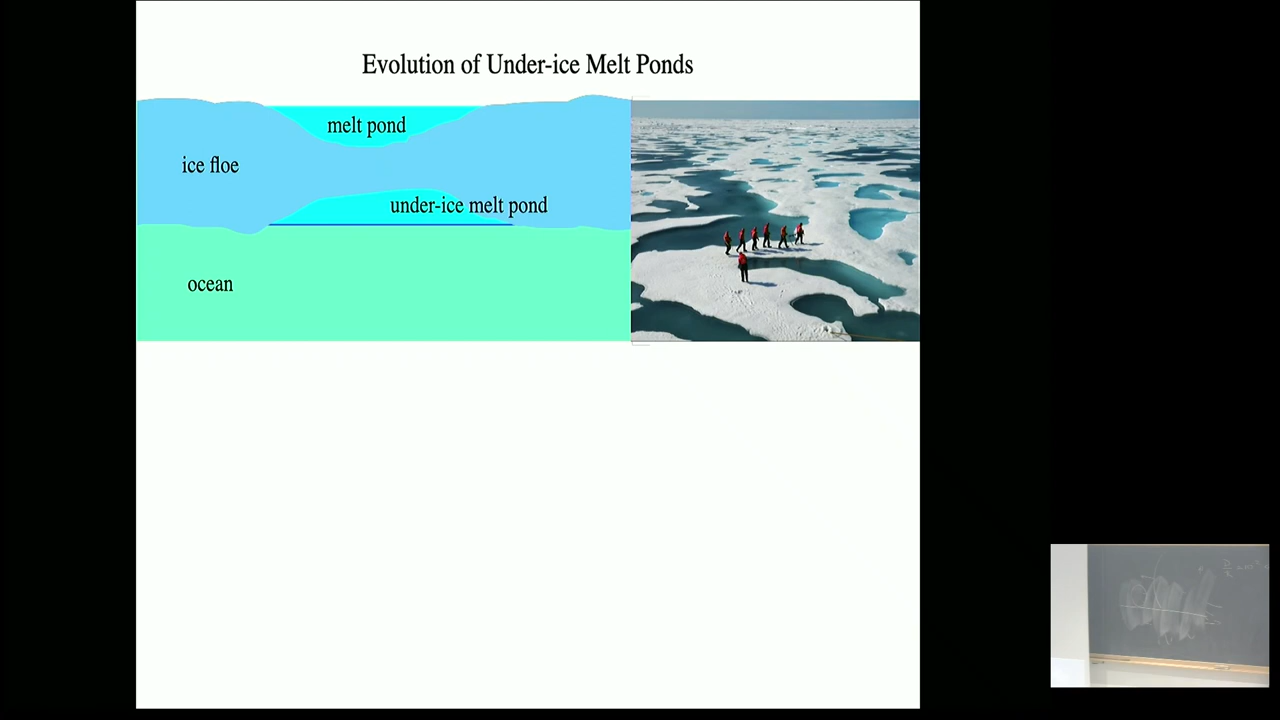 Evolution of Under-ice Melt Ponds
melt pond
ice floe
under-ice melt pond
ocean